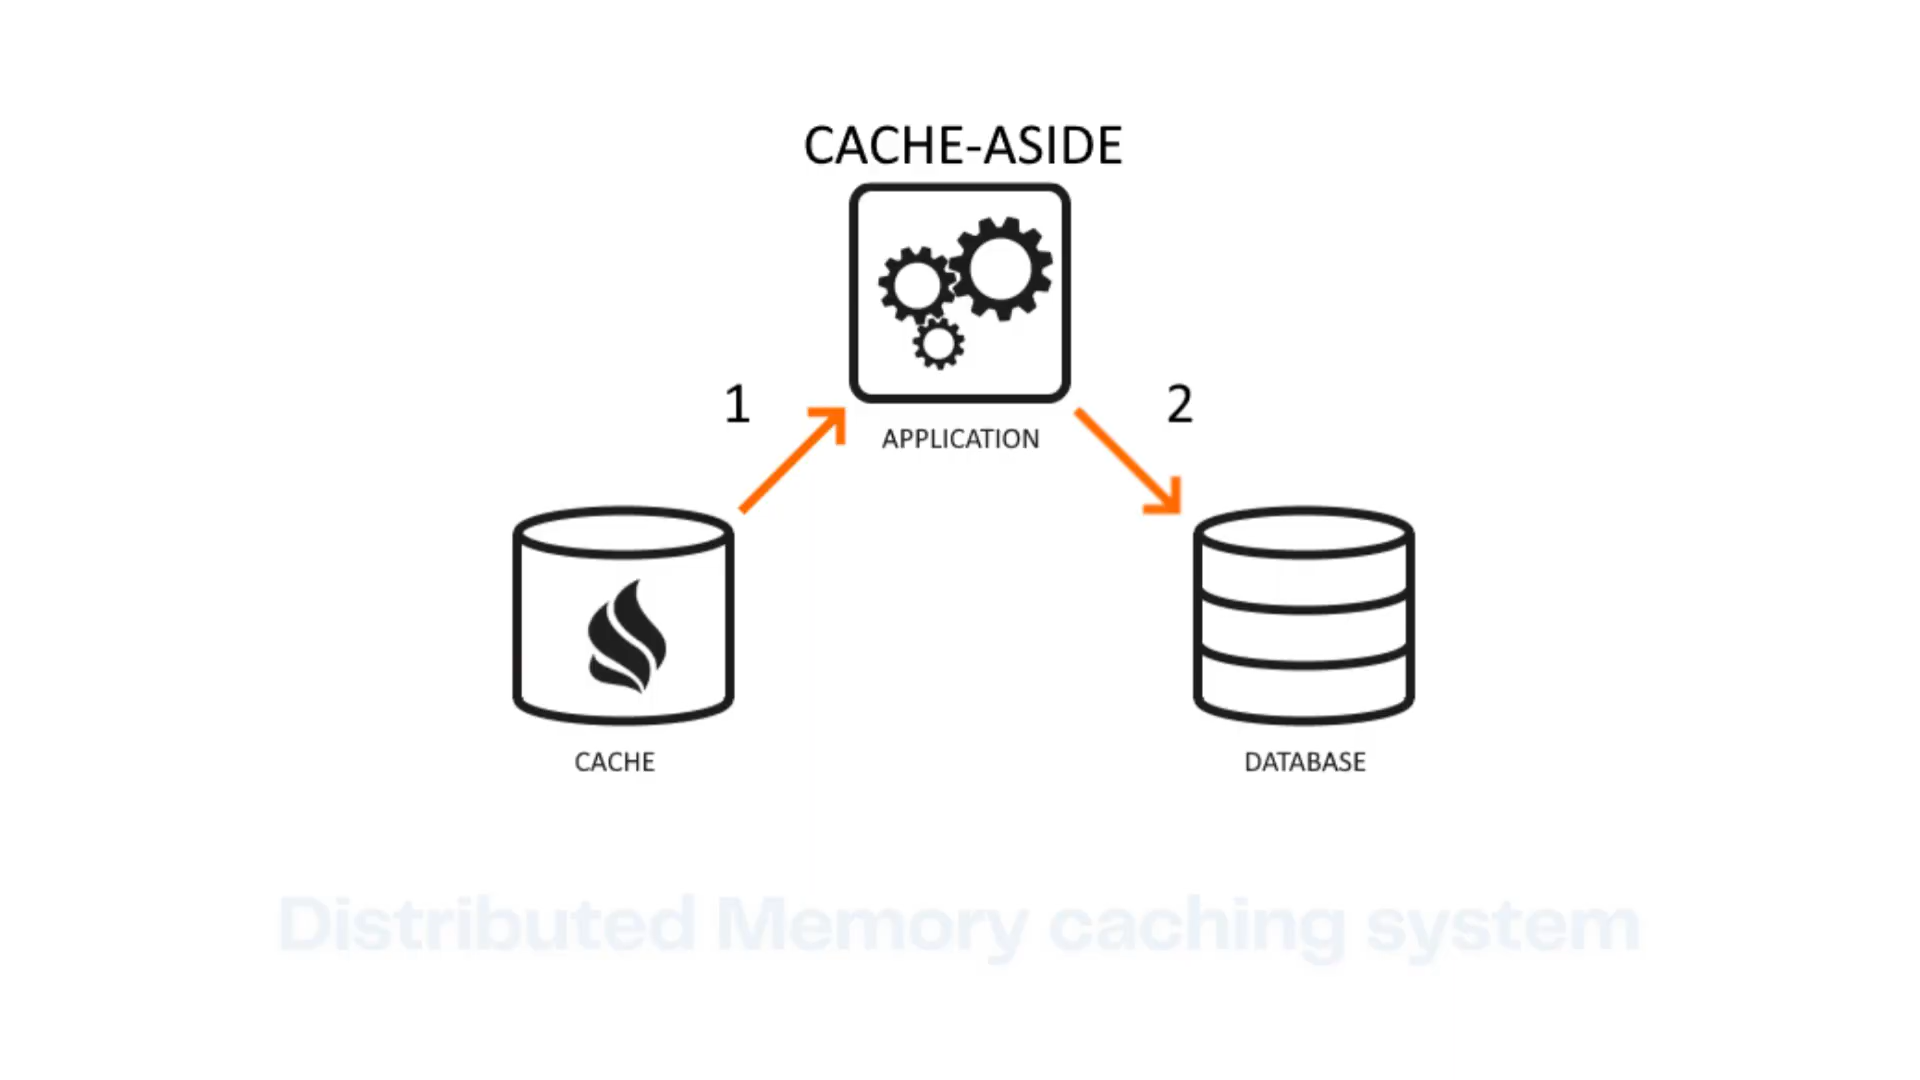 CACHE-ASIDE
1
2
APPLICATION
CACHE
DATABASE
Distributed Memory caching system